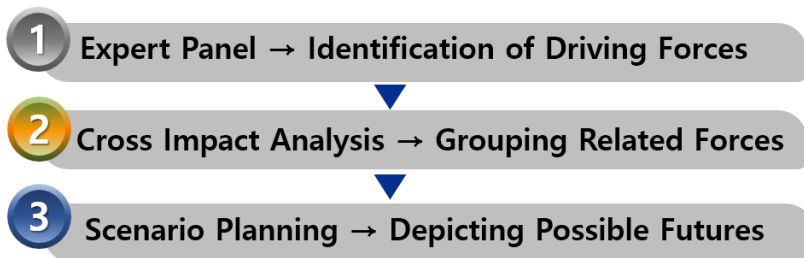 1 Expert Panel → Identification of Driving Forces
2 Cross Impact Analysis → Grouping Related Forces
3 Scenario Planning → Depicting Possible Futures